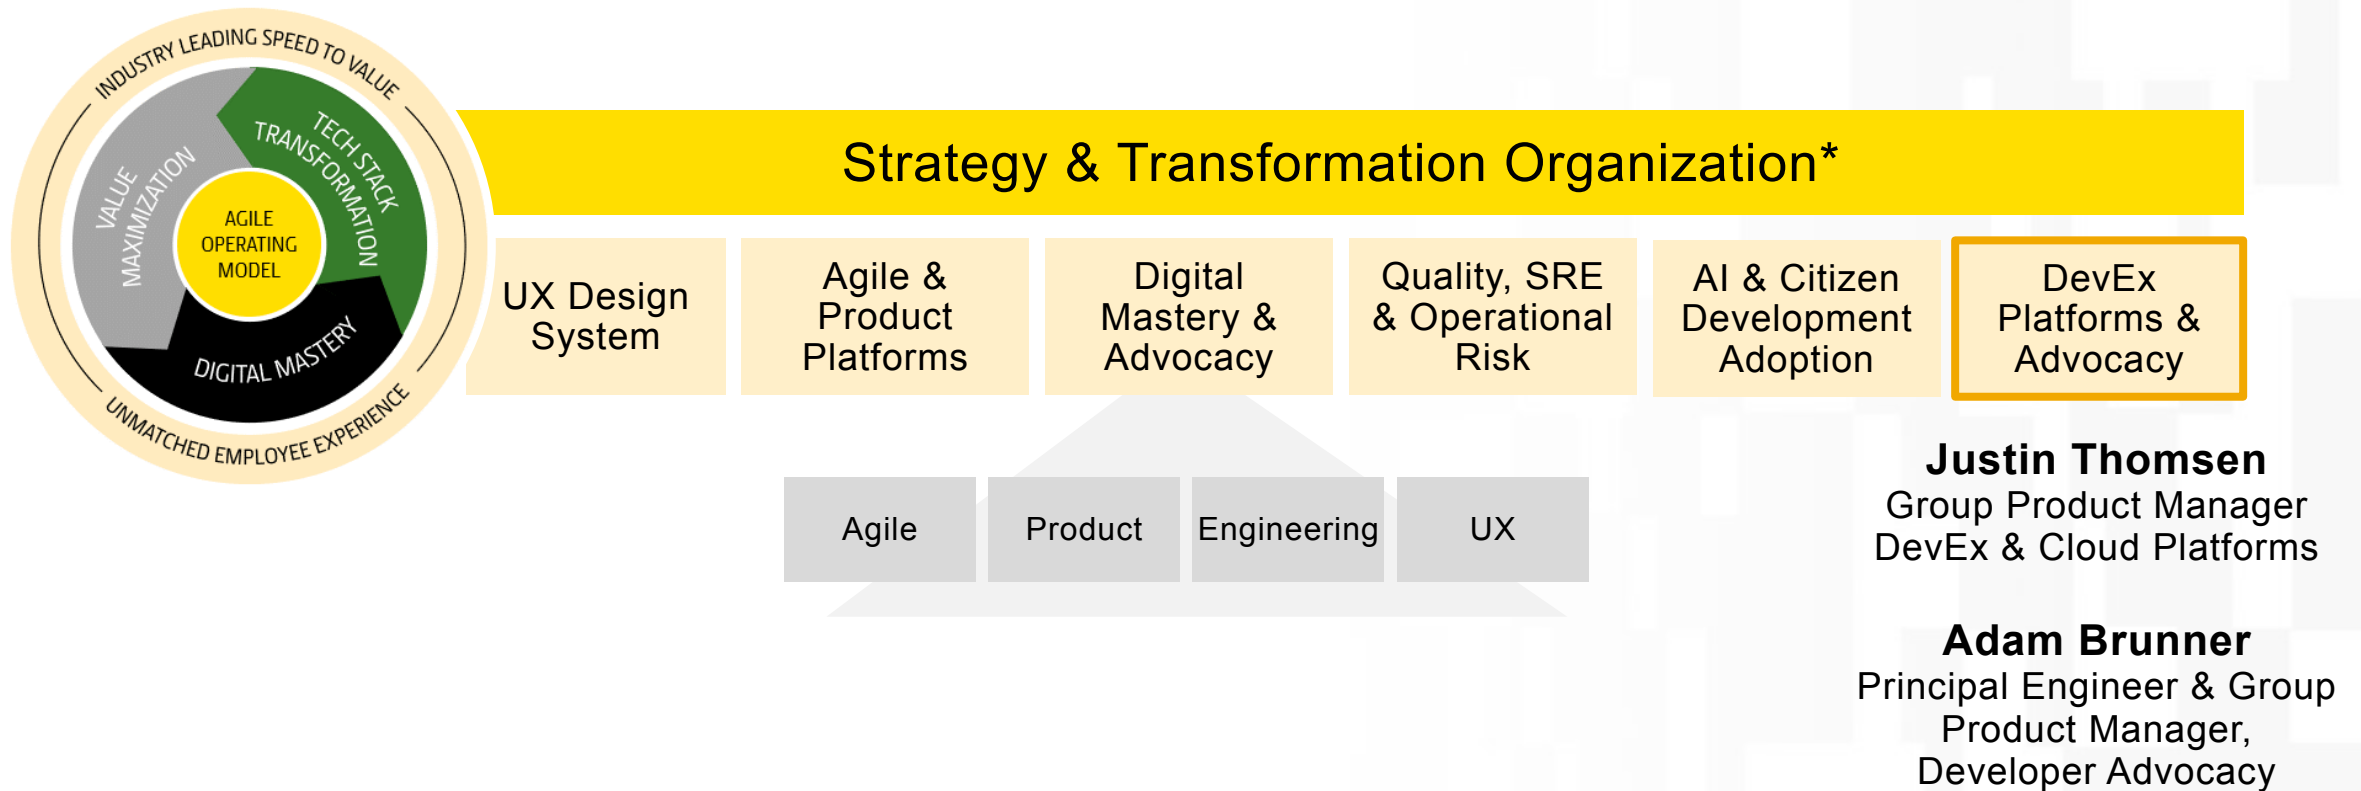 INDUSTRY LEADING SPEED TO VALUE
VALUE
MAXIMIZATION
TECH STACK
TRANSFORMATION
AGILE
OPERATING
MODEL
DIGITAL MASTERY
UNMATCHED EMPLOYEE EXPERIENCE
Strategy & Transformation Organization*
UX Design
System
Agile &
Product
Platforms
Digital
Mastery &
Advocacy
Quality, SRE
& Operational
Risk
AI & Citizen
Development
Adoption
DevEx
Platforms &
Advocacy
Agile
Product
Engineering
UX
Justin Thomsen
Group Product Manager
DevEx & Cloud Platforms
Adam Brunner
Principal Engineer & Group
Product Manager,
Developer Advocacy